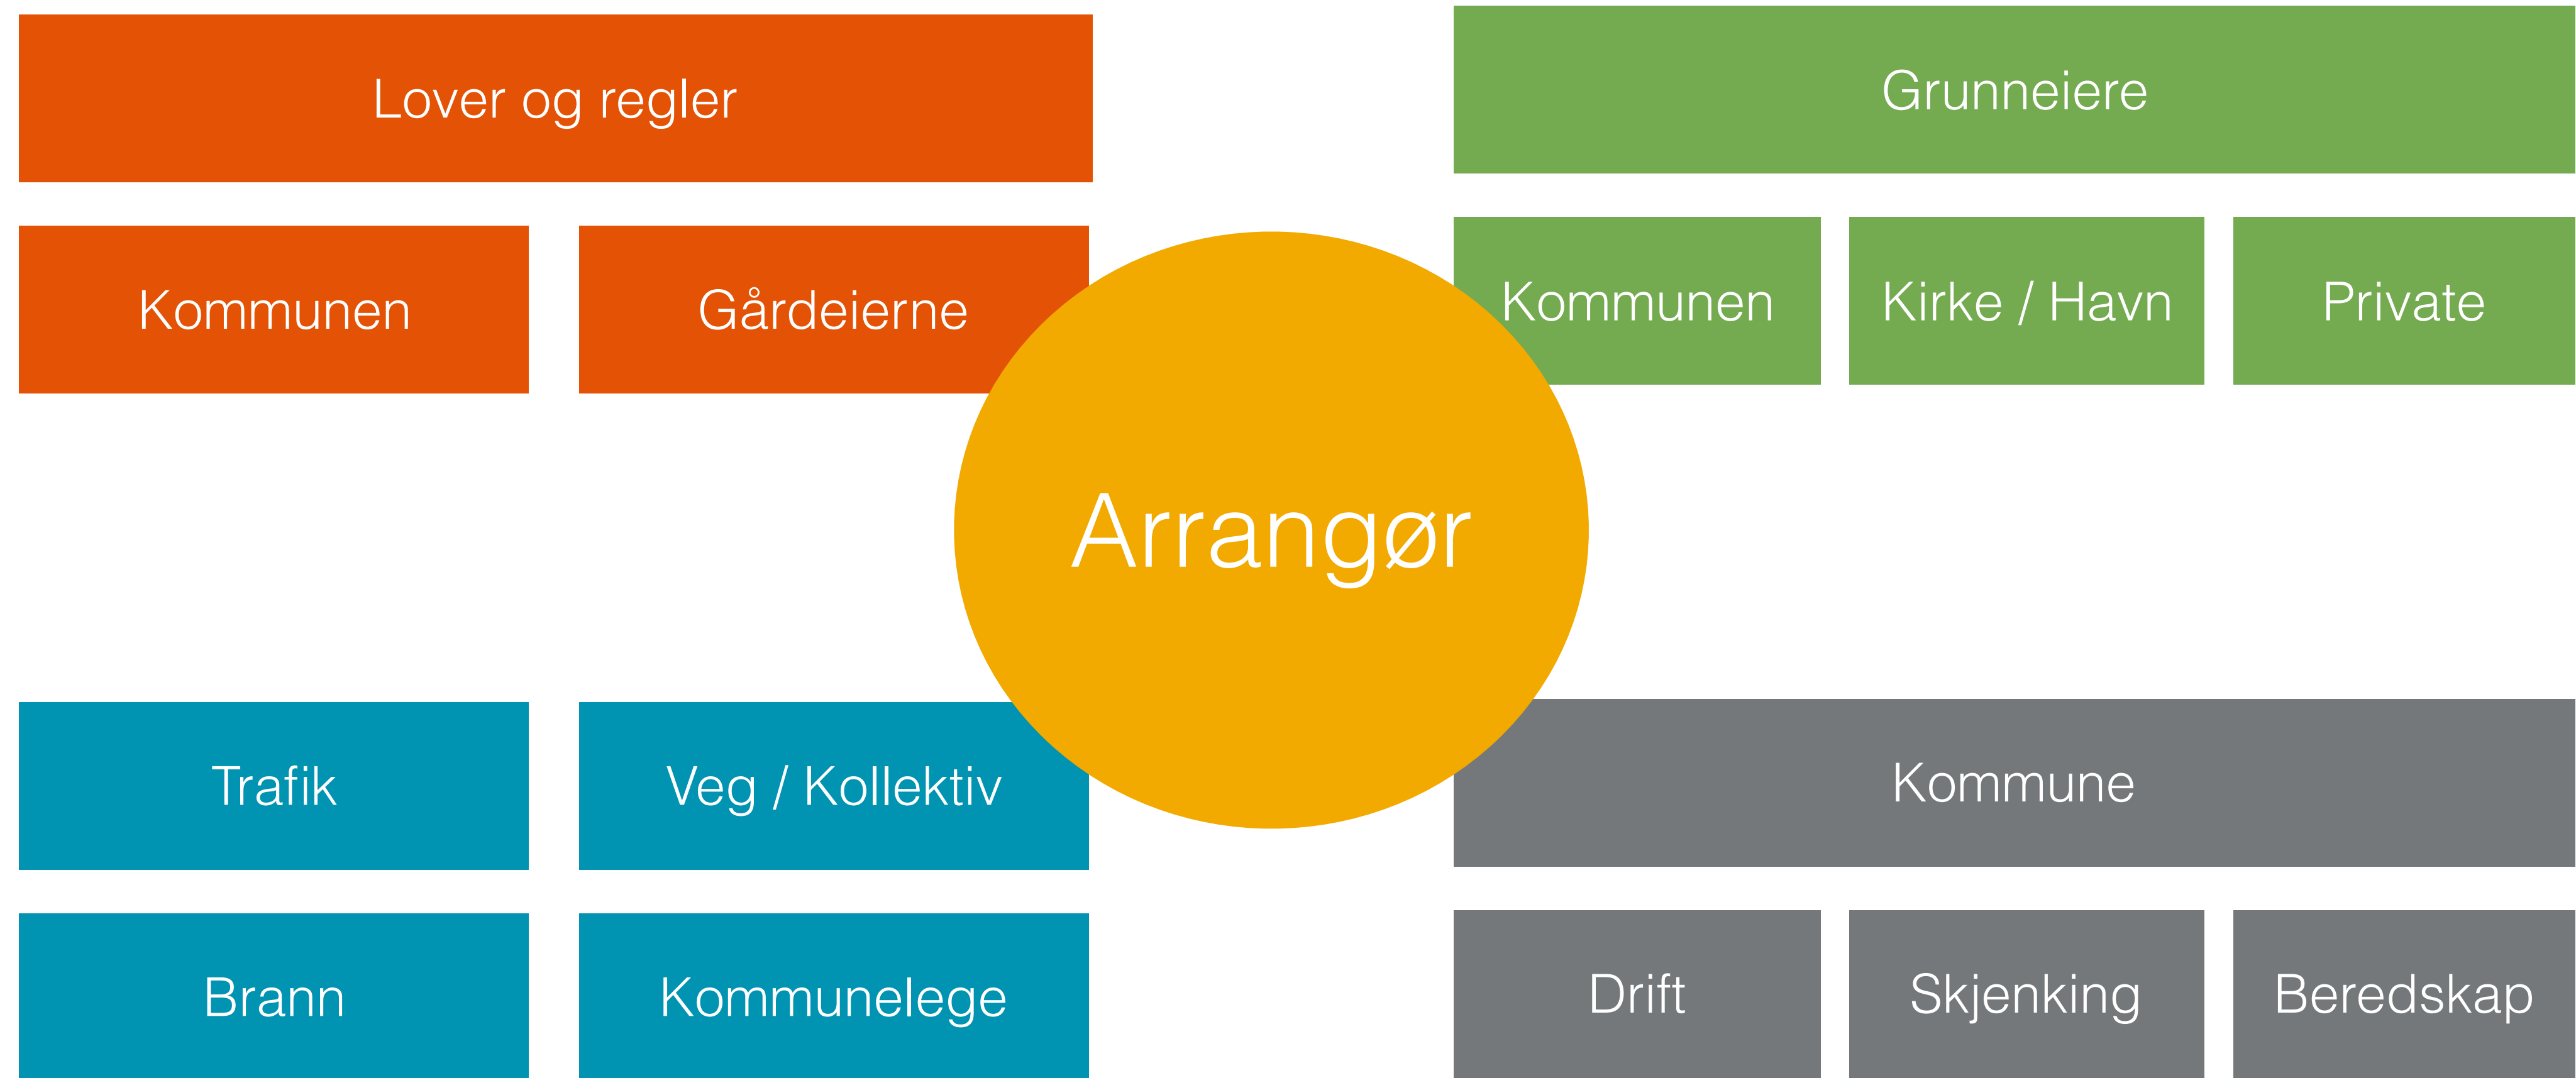 Lover og regler
Grunneiere
Kommunen
Gårdeierne
Kommunen
Kirke / Havn
Private
Arrangør
Trafik
Veg / Kollektiv
Kommune
Brann
Kommunelege
Drift
Skjenking
Beredskap